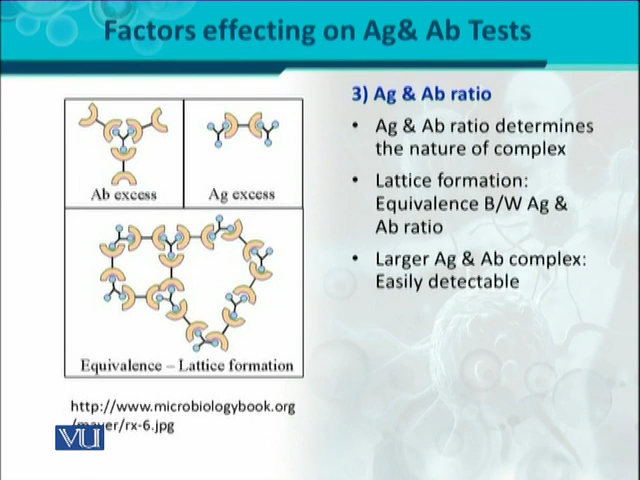 Factors effecting on Ag& Ab Tests
Ab excess
Ag excess
Equivalence – Lattice formation
http://www.microbiologybook.org
er/rx-6.jpg
VU
3) Ag & Ab ratio
• Ag & Ab ratio determines
the nature of complex
• Lattice formation:
Equivalence B/W Ag &
Ab ratio
• Larger Ag & Ab complex:
Easily detectable